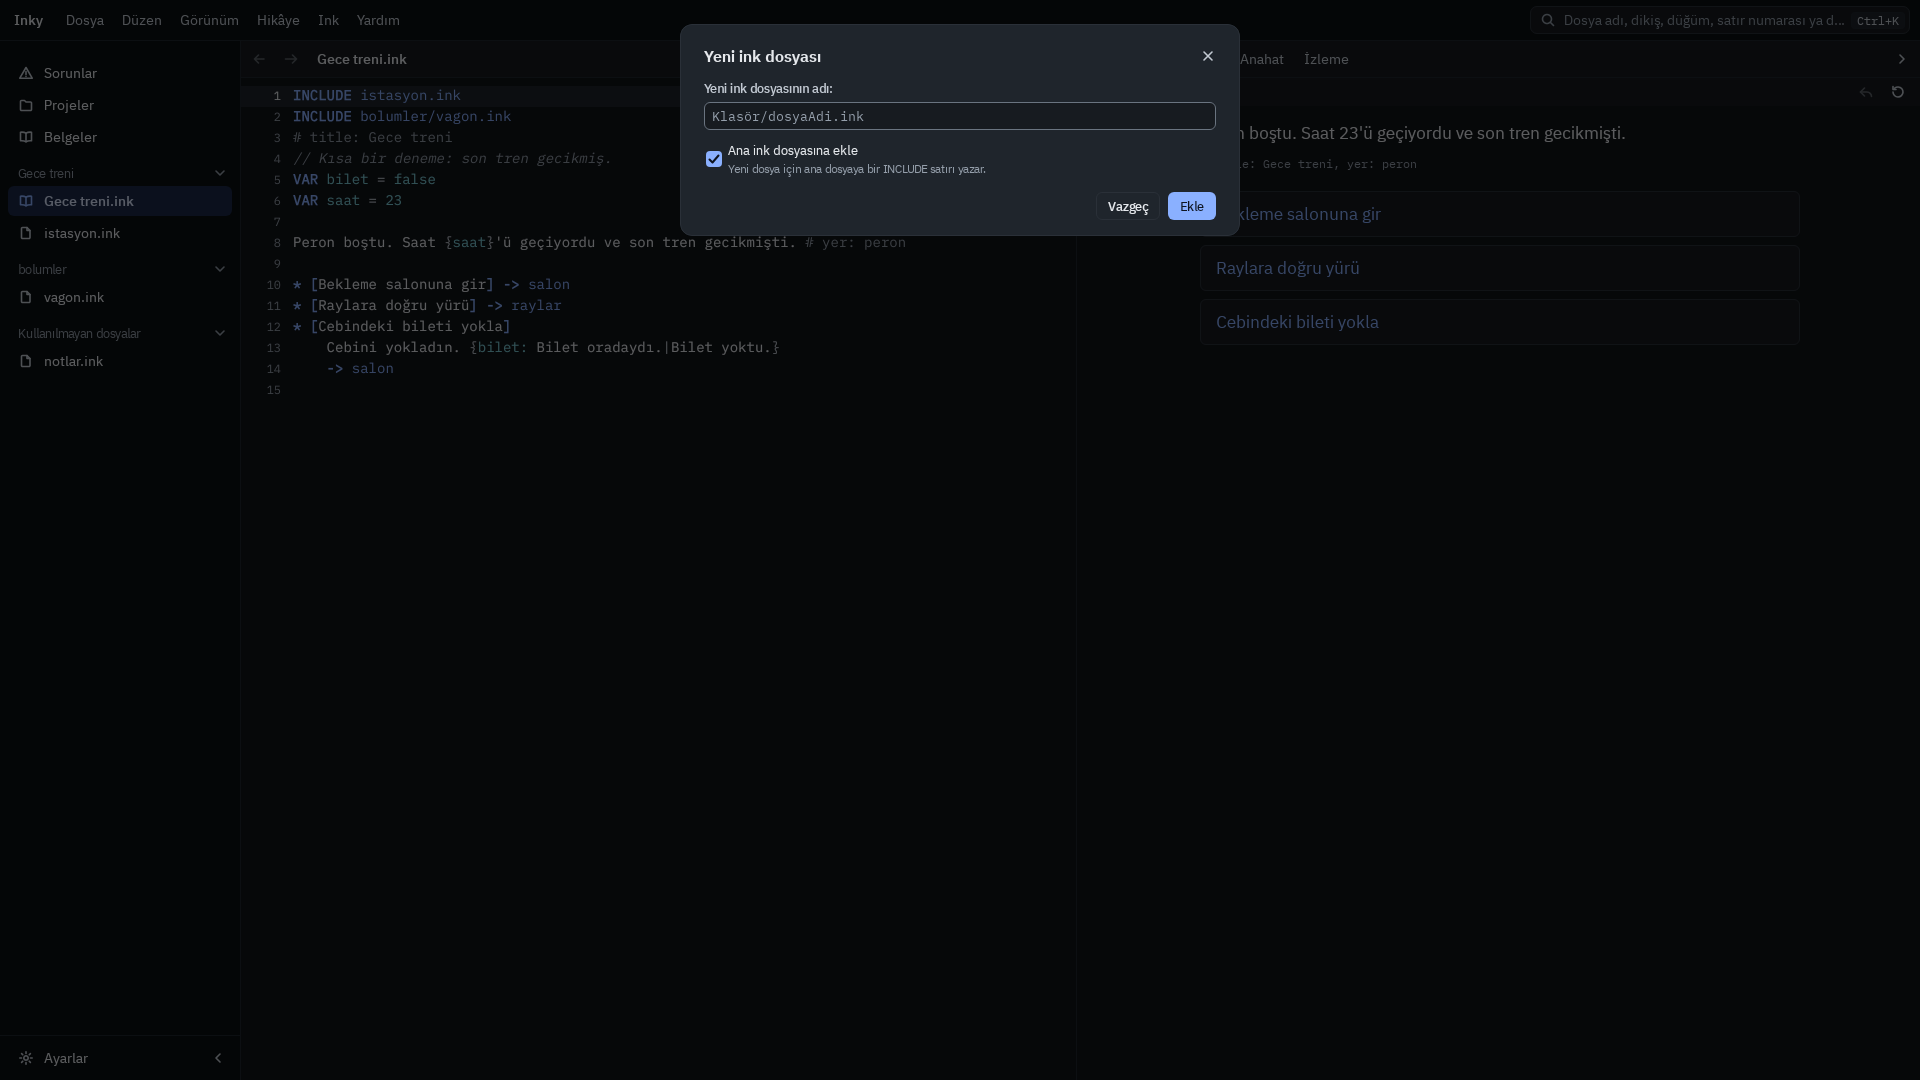 Inky Dosya Düzen Görünüm Hikâye Ink Yardım
Dosya adı, dikiş, düğüm, satır numarası ya d... Ctrl+K
Sorunlar
Projeler
Belgeler
Gece treni
Gece treni.ink
istasyon.ink
bolumler
vagon.ink
Kullanılmayan dosyalar
notlar.ink
Ayarlar
Gece treni.ink
1 INCLUDE istasyon.ink
2 INCLUDE bolumler/vagon.ink
3 # title: Gece treni
4 // Kısa bir deneme: son tren gecikmiş.
5 VAR bilet = false
6 VAR saat = 23
7
8 Peron boştu. Saat {saat}'ü geçiyordu ve son tren gecikmişti. # yer: peron
9
10 * [Bekleme salonuna gir] -> salon
11 * [Raylara doğru yürü] -> raylar
12 * [Cebindeki bileti yokla]
13 Cebini yokladın. {bilet: Bilet oradaydı.|Bilet yoktu.}
14 -> salon
15
Yeni ink dosyası
Yeni ink dosyasının adı:
Klasör/dosyaAdi.ink
Ana ink dosyasına ekle
Yeni dosya için ana dosyaya bir INCLUDE satırı yazar.
Vazgeç Ekle
Anahat İzleme
boştu. Saat 23'ü geçiyordu ve son tren gecikmişti.
Gece treni, yer: peron
kleme salonuna gir
Raylara doğru yürü
Cebindeki bileti yokla